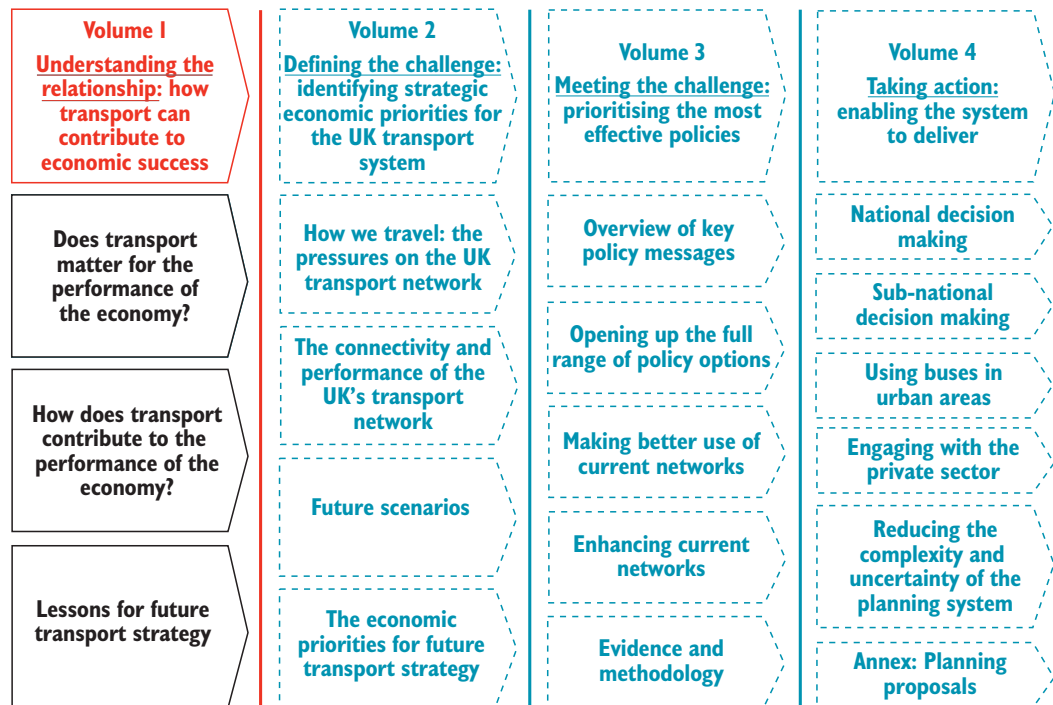 Volume 1
Understanding the
relationship: how
transport can
contribute to
economic success
Does transport
matter for the
performance of
the economy?
How does transport
contribute to the
performance of the
economy?
Lessons for future
transport strategy
Volume 2
Defining the challenge:
identifying strategic
economic priorities for
the UK transport
system
How we travel: the
pressures on the UK
transport network
The connectivity and
performance of the
UK's transport
network
Future scenarios
The economic
priorities for future
transport strategy
Volume 3
Meeting the challenge:
prioritising the most
effective policies
Overview of key
policy messages
Opening up the full
range of policy options
Making better use of
current networks
Enhancing current
networks
Evidence and
methodology
Volume 4
Taking action:
enabling the system
to deliver
National decision
making
Sub-national
decision making
Using buses in
urban areas
Engaging with the
private sector
Reducing the
complexity and
uncertainty of the
planning system
Annex: Planning
proposals